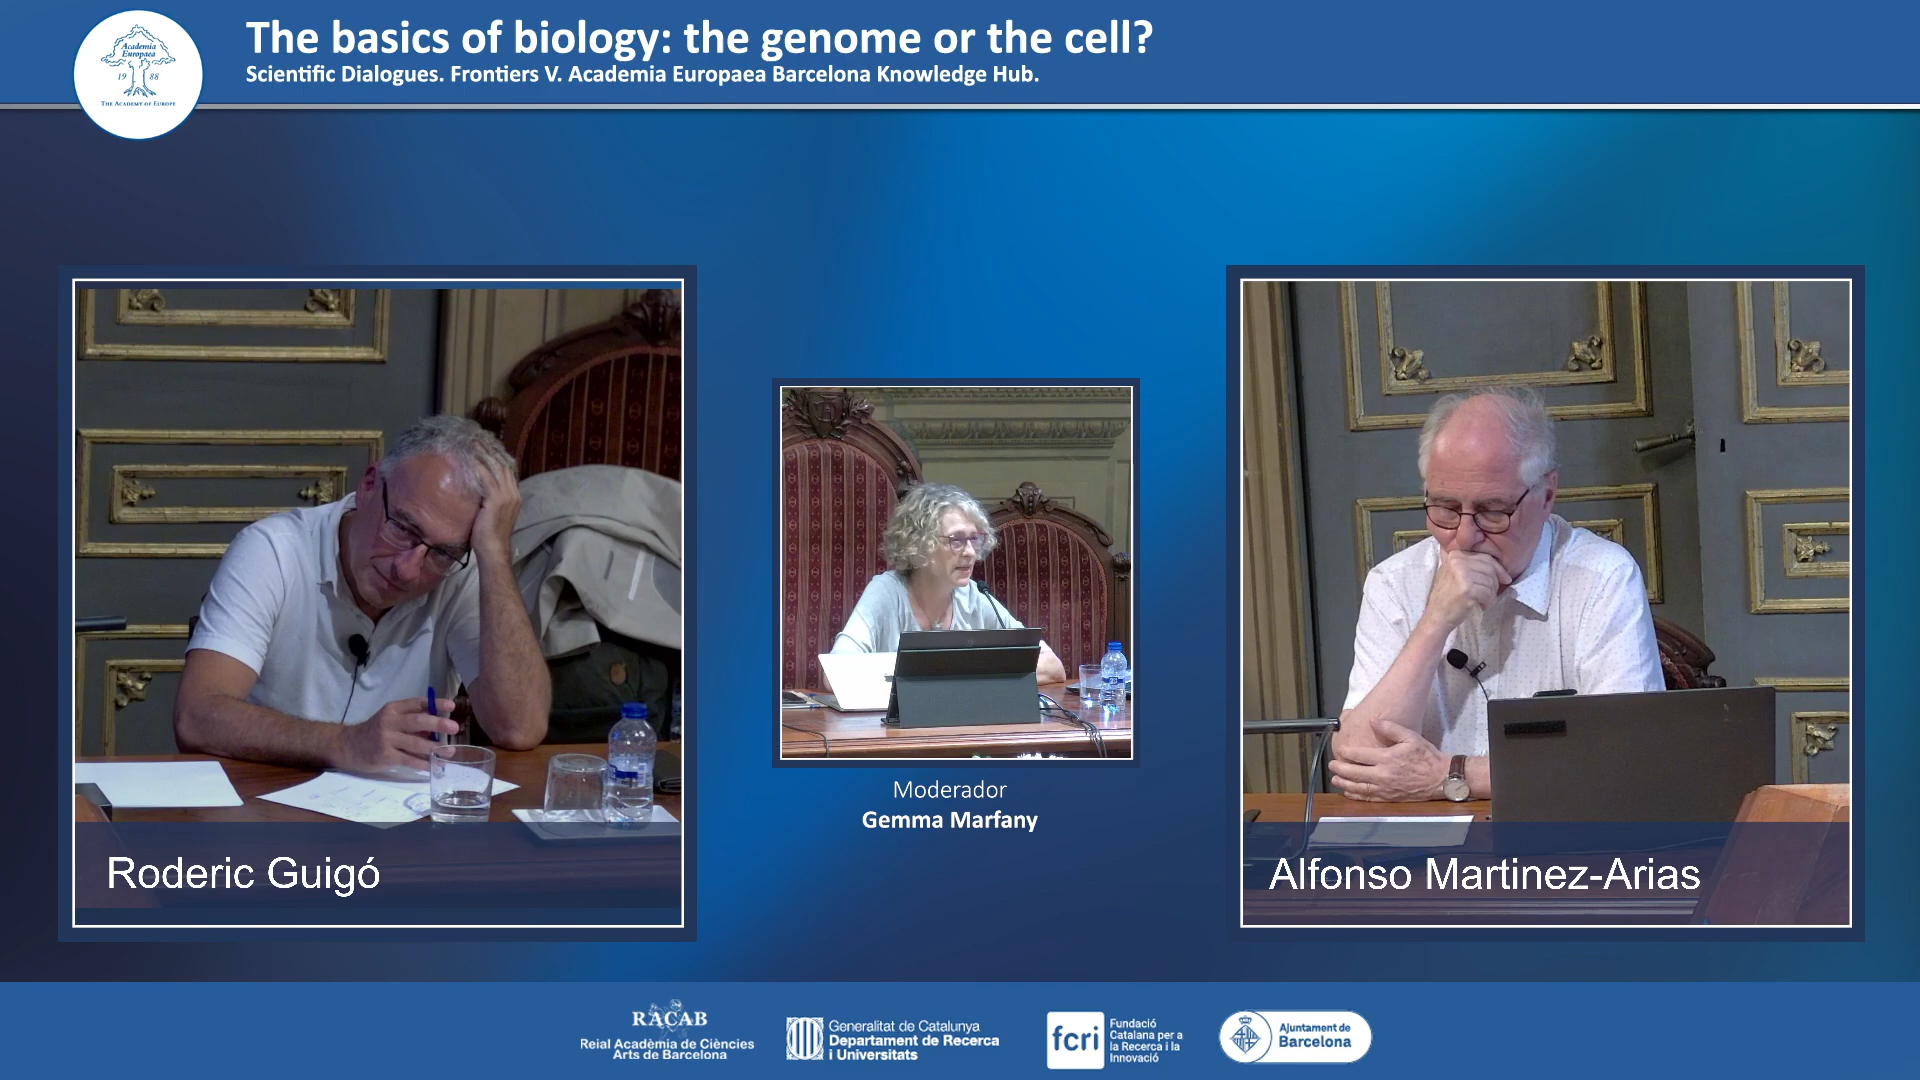 The basics of biology: the genome or the cell?
Scientific Dialogues. Frontiers V. Academia Europaea Barcelona Knowledge Hub.
Academia
Europaea
19 88
THE ACADEMY OF EUROPE
Roderic Guigó
Moderador
Gemma Marfany
Alfonso Martinez-Arias
RACAB
Reial Acadèmia de Ciències
Arts de Barcelona
Generalitat de Catalunya
Departament de Recerca
i Universitats
fcri
Fundació
Catalana per a
la Recerca i la
Innovació
Ajuntament de
Barcelona